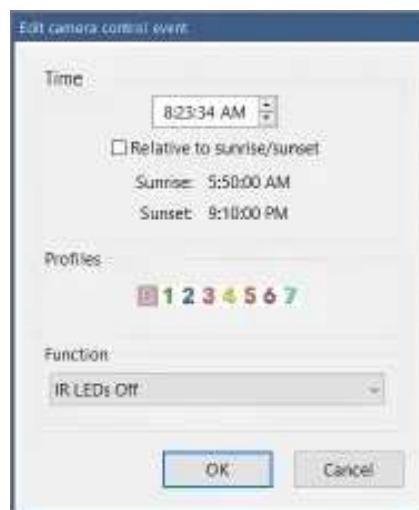 Edit camera control event
Time
8:23:34 AM
Relative to sunrise/sunset
Sunrise: 5:50:00 AM
Sunset: 9:10:00 PM
Profiles
1 2 3 4 5 6 7
Function
IR LEDs Off
OK Cancel